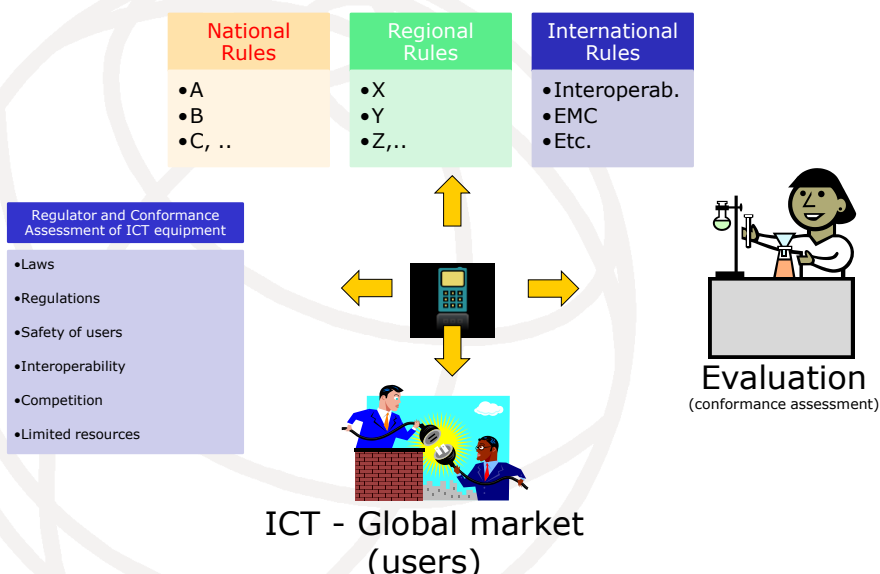 National
Rules
•A
•B
•C, ..
Regional
Rules
•X
•Y
•Z,..
International
Rules
•Interoperab.
•EMC
•Etc.
Regulator and Conformance
Assessment of ICT equipment
•Laws
•Regulations
•Safety of users
•Interoperability
•Competition
•Limited resources
Evaluation
(conformance assessment)
ICT - Global market
(users)